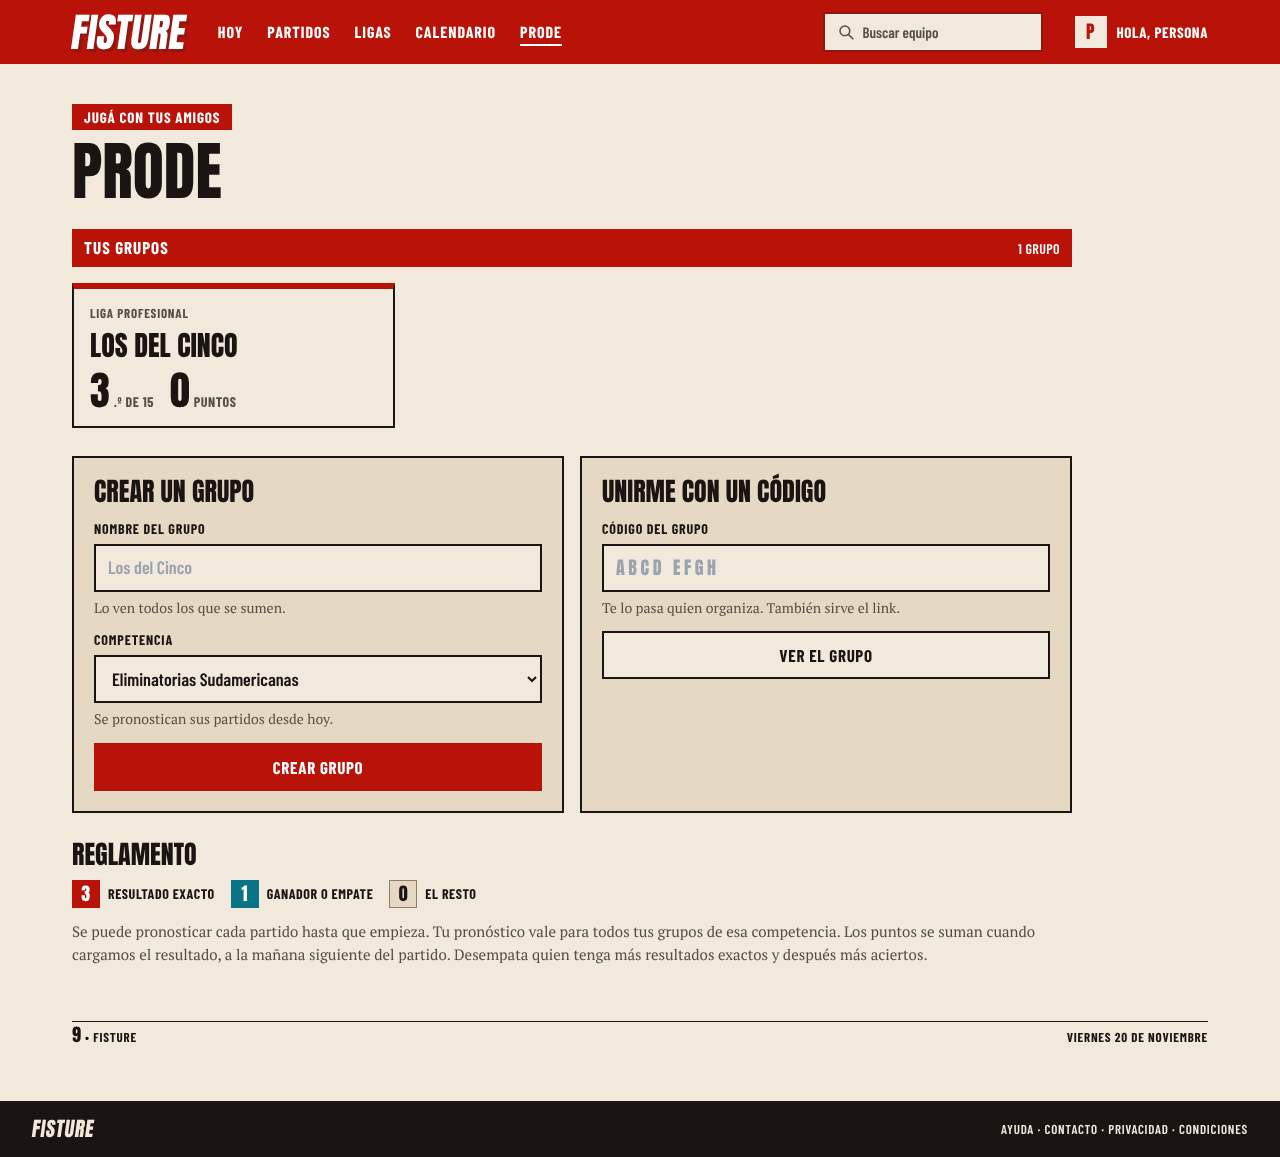 FISTURE HOY PARTIDOS LIGAS CALENDARIO PRODE Buscar equipo P HOLA, PERSONA
JUGÁ CON TUS AMIGOS
PRODE
TUS GRUPOS 1 GRUPO
LIGA PROFESIONAL
LOS DEL CINCO
3 .º DE 15 0 PUNTOS
CREAR UN GRUPO
NOMBRE DEL GRUPO
Los del Cinco
Lo ven todos los que se sumen.
COMPETENCIA
Eliminatorias Sudamericanas
Se pronostican sus partidos desde hoy.
CREAR GRUPO
UNIRME CON UN CÓDIGO
CÓDIGO DEL GRUPO
ABCD EFGH
Te lo pasa quien organiza. También sirve el link.
VER EL GRUPO
REGLAMENTO
3 RESULTADO EXACTO 1 GANADOR O EMPATE 0 EL RESTO
Se puede pronosticar cada partido hasta que empieza. Tu pronóstico vale para todos tus grupos de esa competencia. Los puntos se suman cuando
cargamos el resultado, a la mañana siguiente del partido. Desempata quien tenga más resultados exactos y después más aciertos.
9 • FISTURE VIERNES 20 DE NOVIEMBRE
FISTURE AYUDA · CONTACTO · PRIVACIDAD · CONDICIONES